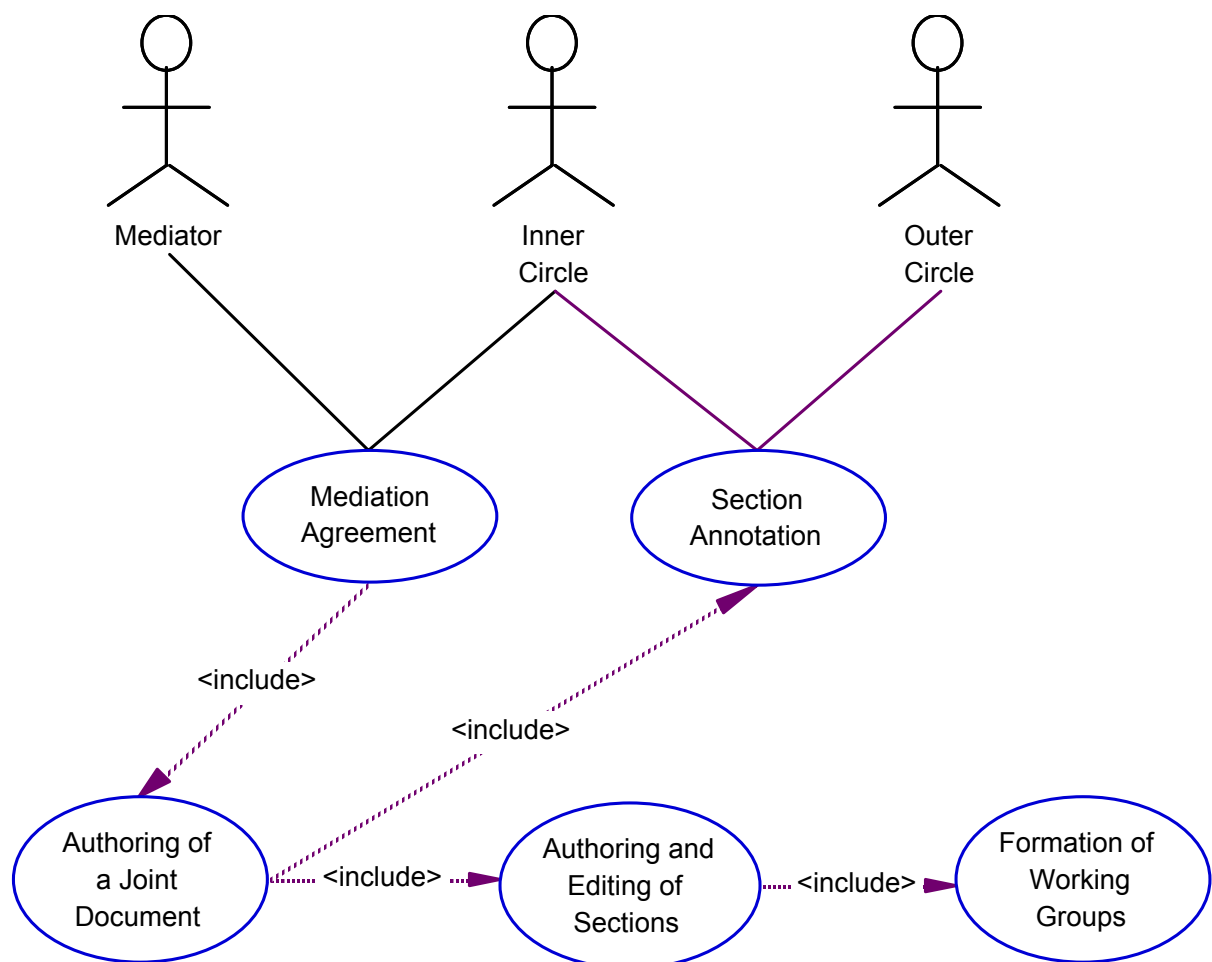 Mediator
Inner
Circle
Outer
Circle
Mediation
Agreement
Section
Annotation
<include>
<include>
Authoring of
a Joint
Document
<include>
Authoring and
Editing of
Sections
<include>
Formation of
Working
Groups